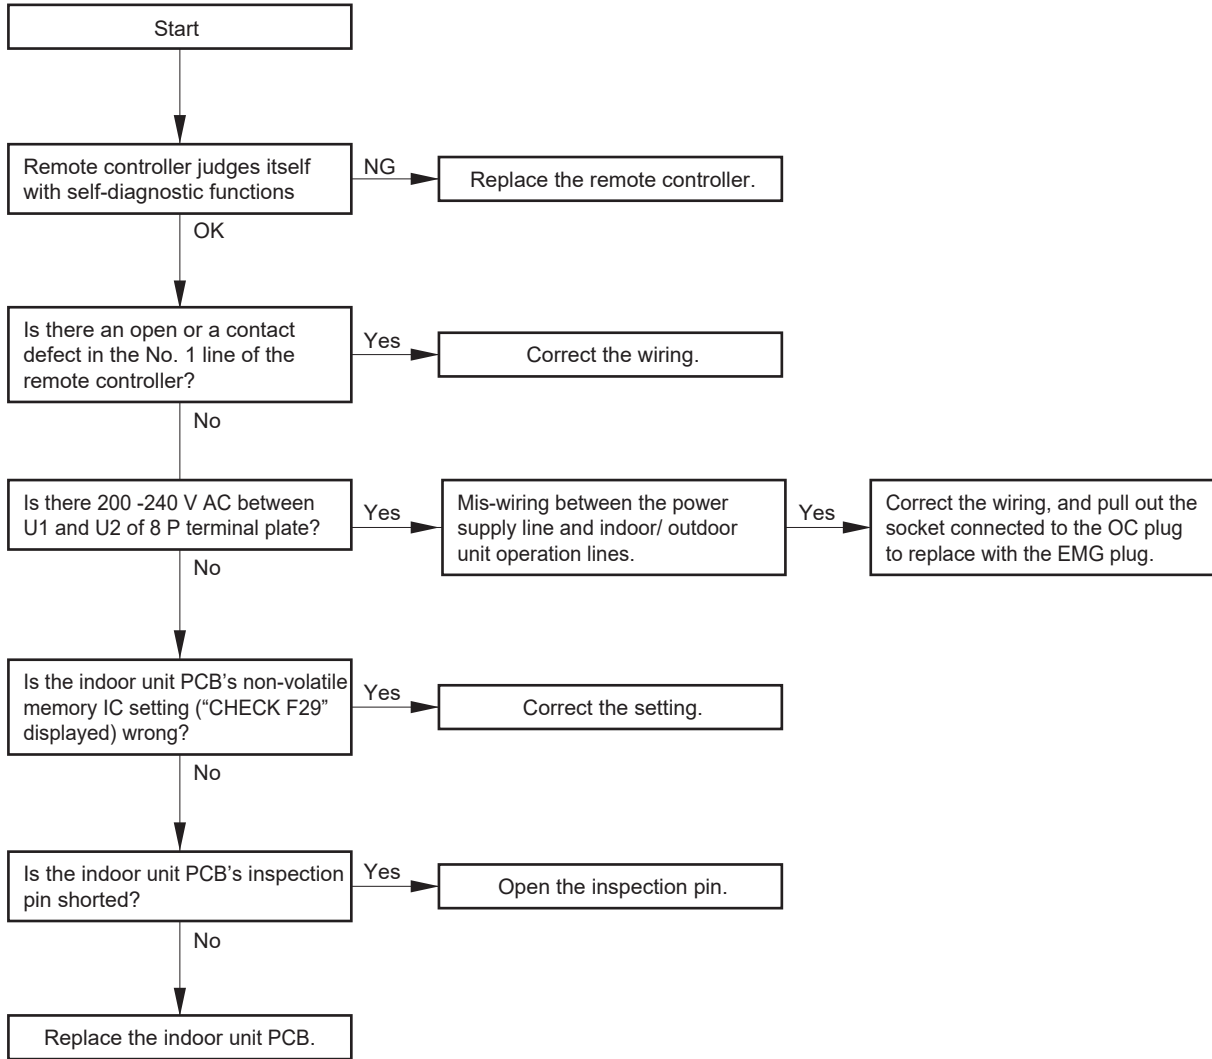 Start
Remote controller judges itself
with self-diagnostic functions
NG
Replace the remote controller.
OK
Is there an open or a contact
defect in the No. 1 line of the
remote controller?
Yes
Correct the wiring.
No
Is there 200 -240 V AC between
U1 and U2 of 8 P terminal plate?
Yes
Mis-wiring between the power
supply line and indoor/ outdoor
unit operation lines.
Yes
Correct the wiring, and pull out the
socket connected to the OC plug
to replace with the EMG plug.
No
Is the indoor unit PCB’s non-volatile
memory IC setting (“CHECK F29”
displayed) wrong?
Yes
Correct the setting.
No
Is the indoor unit PCB’s inspection
pin shorted?
Yes
Open the inspection pin.
No
Replace the indoor unit PCB.